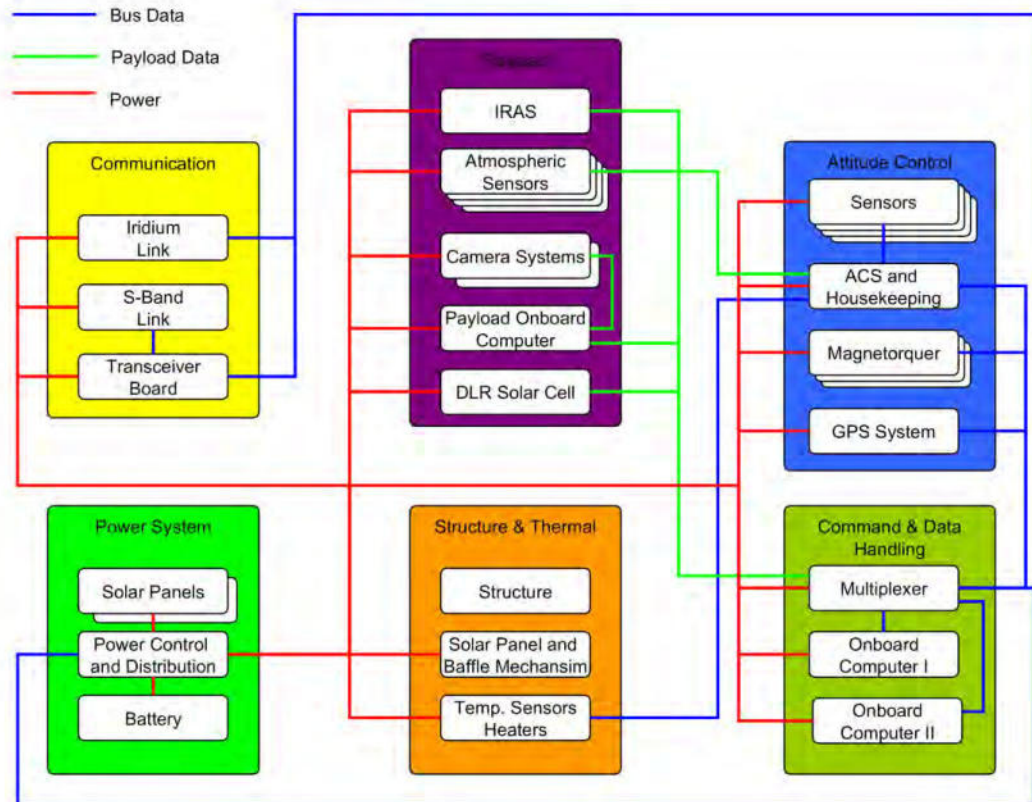 Bus Data
Payload Data
Power
Communication
Iridium
Link
S-Band
Link
Transceiver
Board
Payload
IRAS
Atmospheric
Sensors
Camera Systems
Payload Onboard
Computer
DLR Solar Cell
Attitude Control
Sensors
ACS and
Housekeeping
Magnetorquer
GPS System
Power System
Solar Panels
Power Control
and Distribution
Battery
Structure & Thermal
Structure
Solar Panel and
Baffle Mechansim
Temp. Sensors
Heaters
Command & Data
Handling
Multiplexer
Onboard
Computer I
Onboard
Computer II